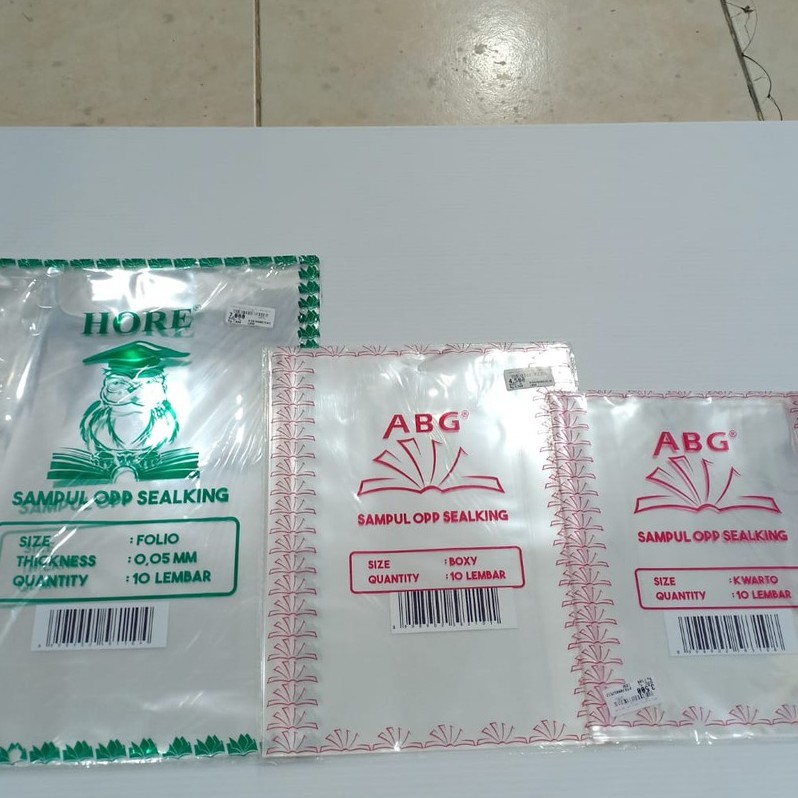 HORE®
SAMPUL OPP SEALKING
SIZE : FOLIO
THICKNESS : 0,05 MM
QUANTITY : 10 LEMBAR
ABG®
SAMPUL OPP SEALKING
SIZE : BOXY
QUANTITY : 10 LEMBAR
ABG®
SAMPUL OPP SEALKING
SIZE : KWARTO
QUANTITY : 10 LEMBAR